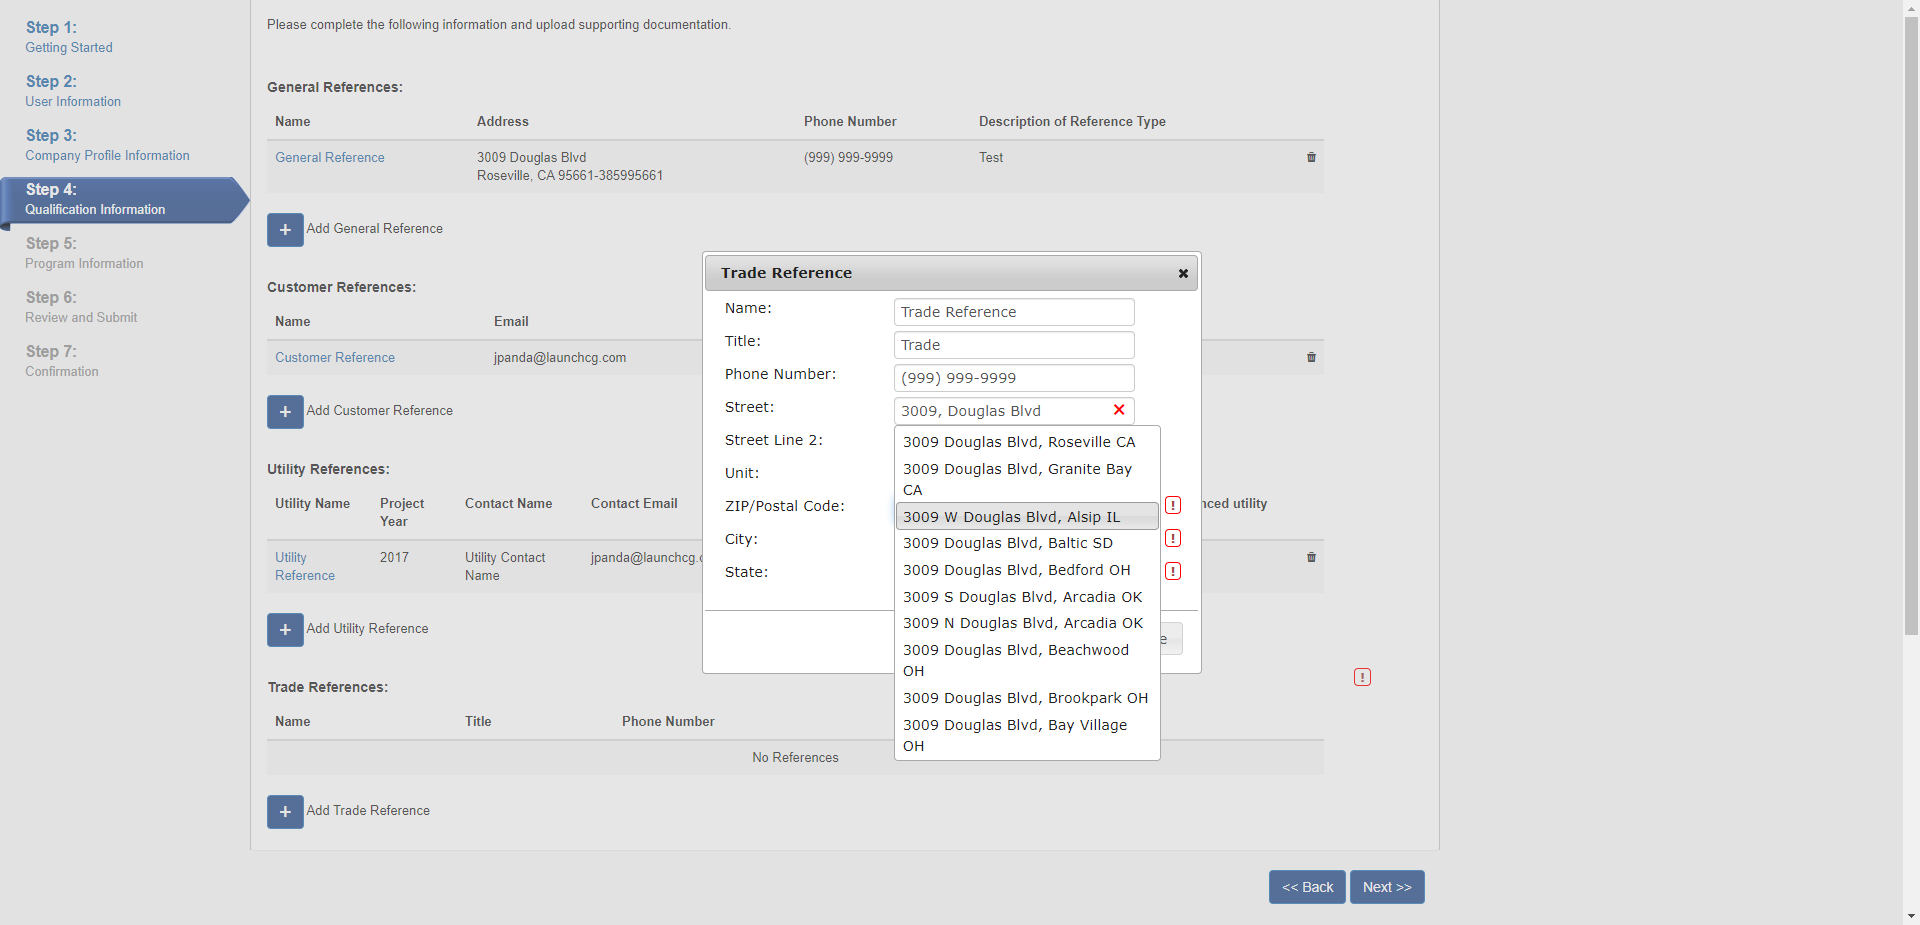 Step 1:
Getting Started
Step 2:
User Information
Step 3:
Company Profile Information
Step 4:
Qualification Information
Step 5:
Program Information
Step 6:
Review and Submit
Step 7:
Confirmation
Please complete the following information and upload supporting documentation.
General References:
Name Address Phone Number Description of Reference Type
General Reference 3009 Douglas Blvd (999) 999-9999 Test
Roseville, CA 95661-385995661
+ Add General Reference
Customer References:
Name Email
Customer Reference jpanda@launchcg.com
+ Add Customer Reference
Utility References:
Utility Name Project Contact Name Contact Email utility
Year
Utility 2017 Utility Contact jpanda@launchcg.
Reference Name
+ Add Utility Reference
Trade References:
Name Title Phone Number
No References
+ Add Trade Reference
<< Back Next >>
Trade Reference
Name: Trade Reference
Title: Trade
Phone Number: (999) 999-9999
Street: 3009, Douglas Blvd
Street Line 2:
Unit:
ZIP/Postal Code: !
City: !
State: !
3009 Douglas Blvd, Roseville CA
3009 Douglas Blvd, Granite Bay
CA
3009 W Douglas Blvd, Alsip IL
3009 Douglas Blvd, Baltic SD
3009 Douglas Blvd, Bedford OH
3009 S Douglas Blvd, Arcadia OK
3009 N Douglas Blvd, Arcadia OK
3009 Douglas Blvd, Beachwood
OH
3009 Douglas Blvd, Brookpark OH
3009 Douglas Blvd, Bay Village
OH
!